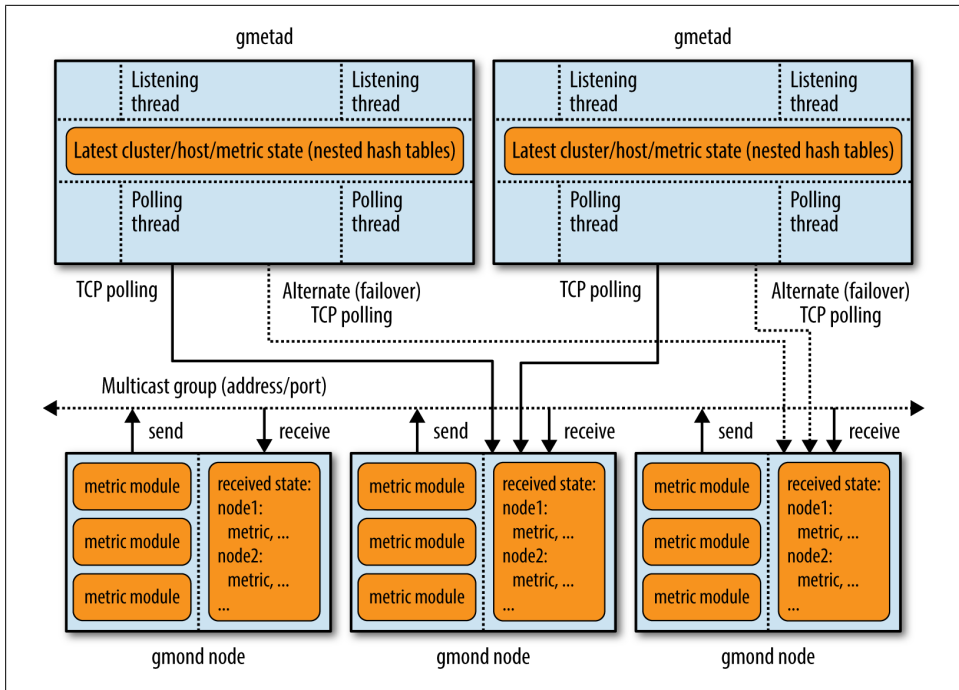 gmetad
gmetad
Listening
thread
Listening
thread
Listening
thread
Listening
thread
Latest cluster/host/metric state (nested hash tables)
Latest cluster/host/metric state (nested hash tables)
Polling
thread
Polling
thread
Polling
thread
Polling
thread
TCP polling
Alternate (failover)
TCP polling
TCP polling
Alternate (failover)
TCP polling
Multicast group (address/port)
send
receive
send
receive
send
receive
metric module
metric module
metric module
received state:
node1:
metric, ...
node2:
metric, ...
...
metric module
metric module
metric module
received state:
node1:
metric, ...
node2:
metric, ...
...
metric module
metric module
metric module
received state:
node1:
metric, ...
node2:
metric, ...
...
gmond node
gmond node
gmond node